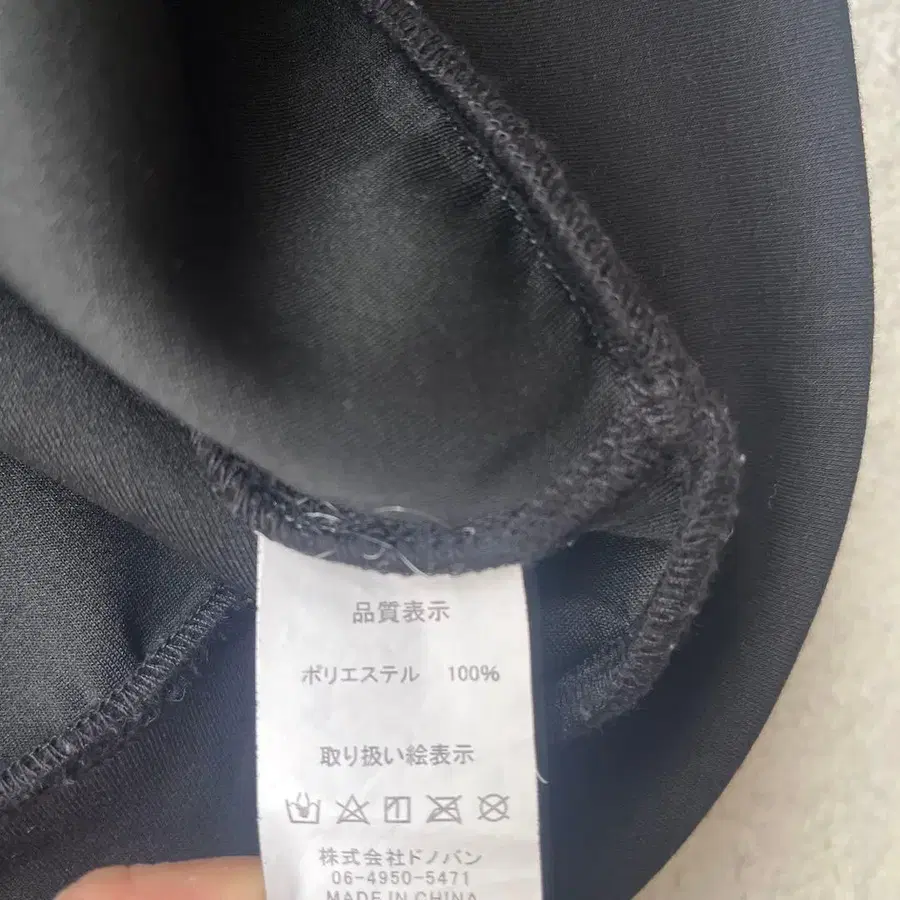 品質表示
ポリエステル 100%
取り扱い絵表示
株式会社ドノバン
06-4950-5471
MADE IN CHINA